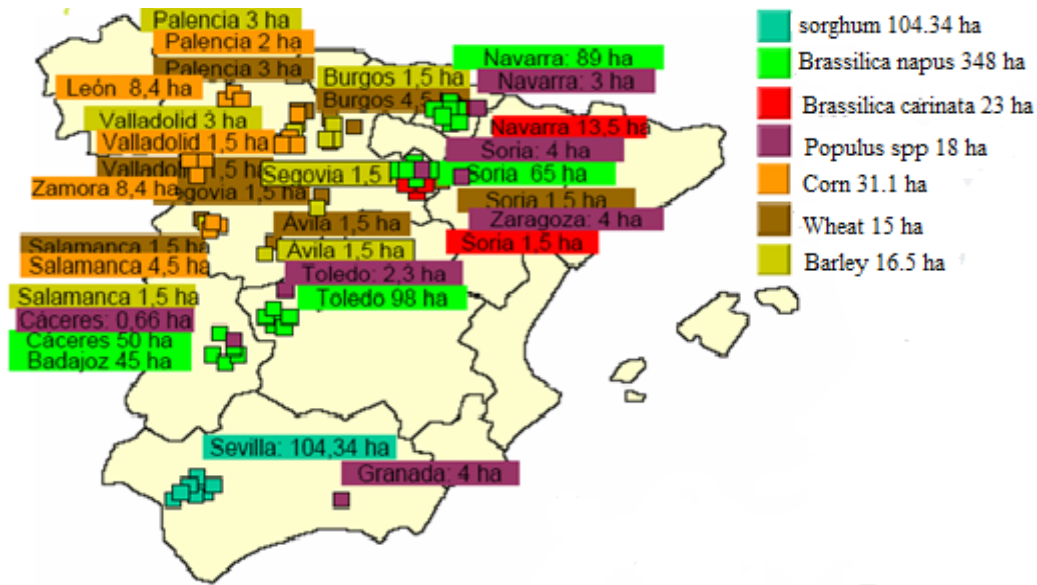 Palencia 3 ha
Palencia 2 ha
Palencia 3 ha
León 8,4 ha
Valladolid 3 ha
Valladolid 1,5 ha
Valladolid 1,5 ha
Zamora 8,4 ha
Segovia 1,5 ha
Burgos 1,5 ha
Burgos 4,5 ha
Segovia 1,5
Navarra: 89 ha
Navarra: 3 ha
Navarra 13,5 ha
Soria: 4 ha
Soria 65 ha
Soria 1,5 ha
Zaragoza: 4 ha
Soria 1,5 ha
Ávila 1,5 ha
Ávila 1,5 ha
Toledo: 2,3 ha
Toledo 98 ha
Salamanca 1,5 ha
Salamanca 4,5 ha
Salamanca 1,5 ha
Cáceres: 0,66 ha
Cáceres 50 ha
Badajoz 45 ha
Sevilla: 104,34 ha
Granada: 4 ha
sorghum 104.34 ha
Brassilica napus 348 ha
Brassilica carinata 23 ha
Populus spp 18 ha
Corn 31.1 ha
Wheat 15 ha
Barley 16.5 ha